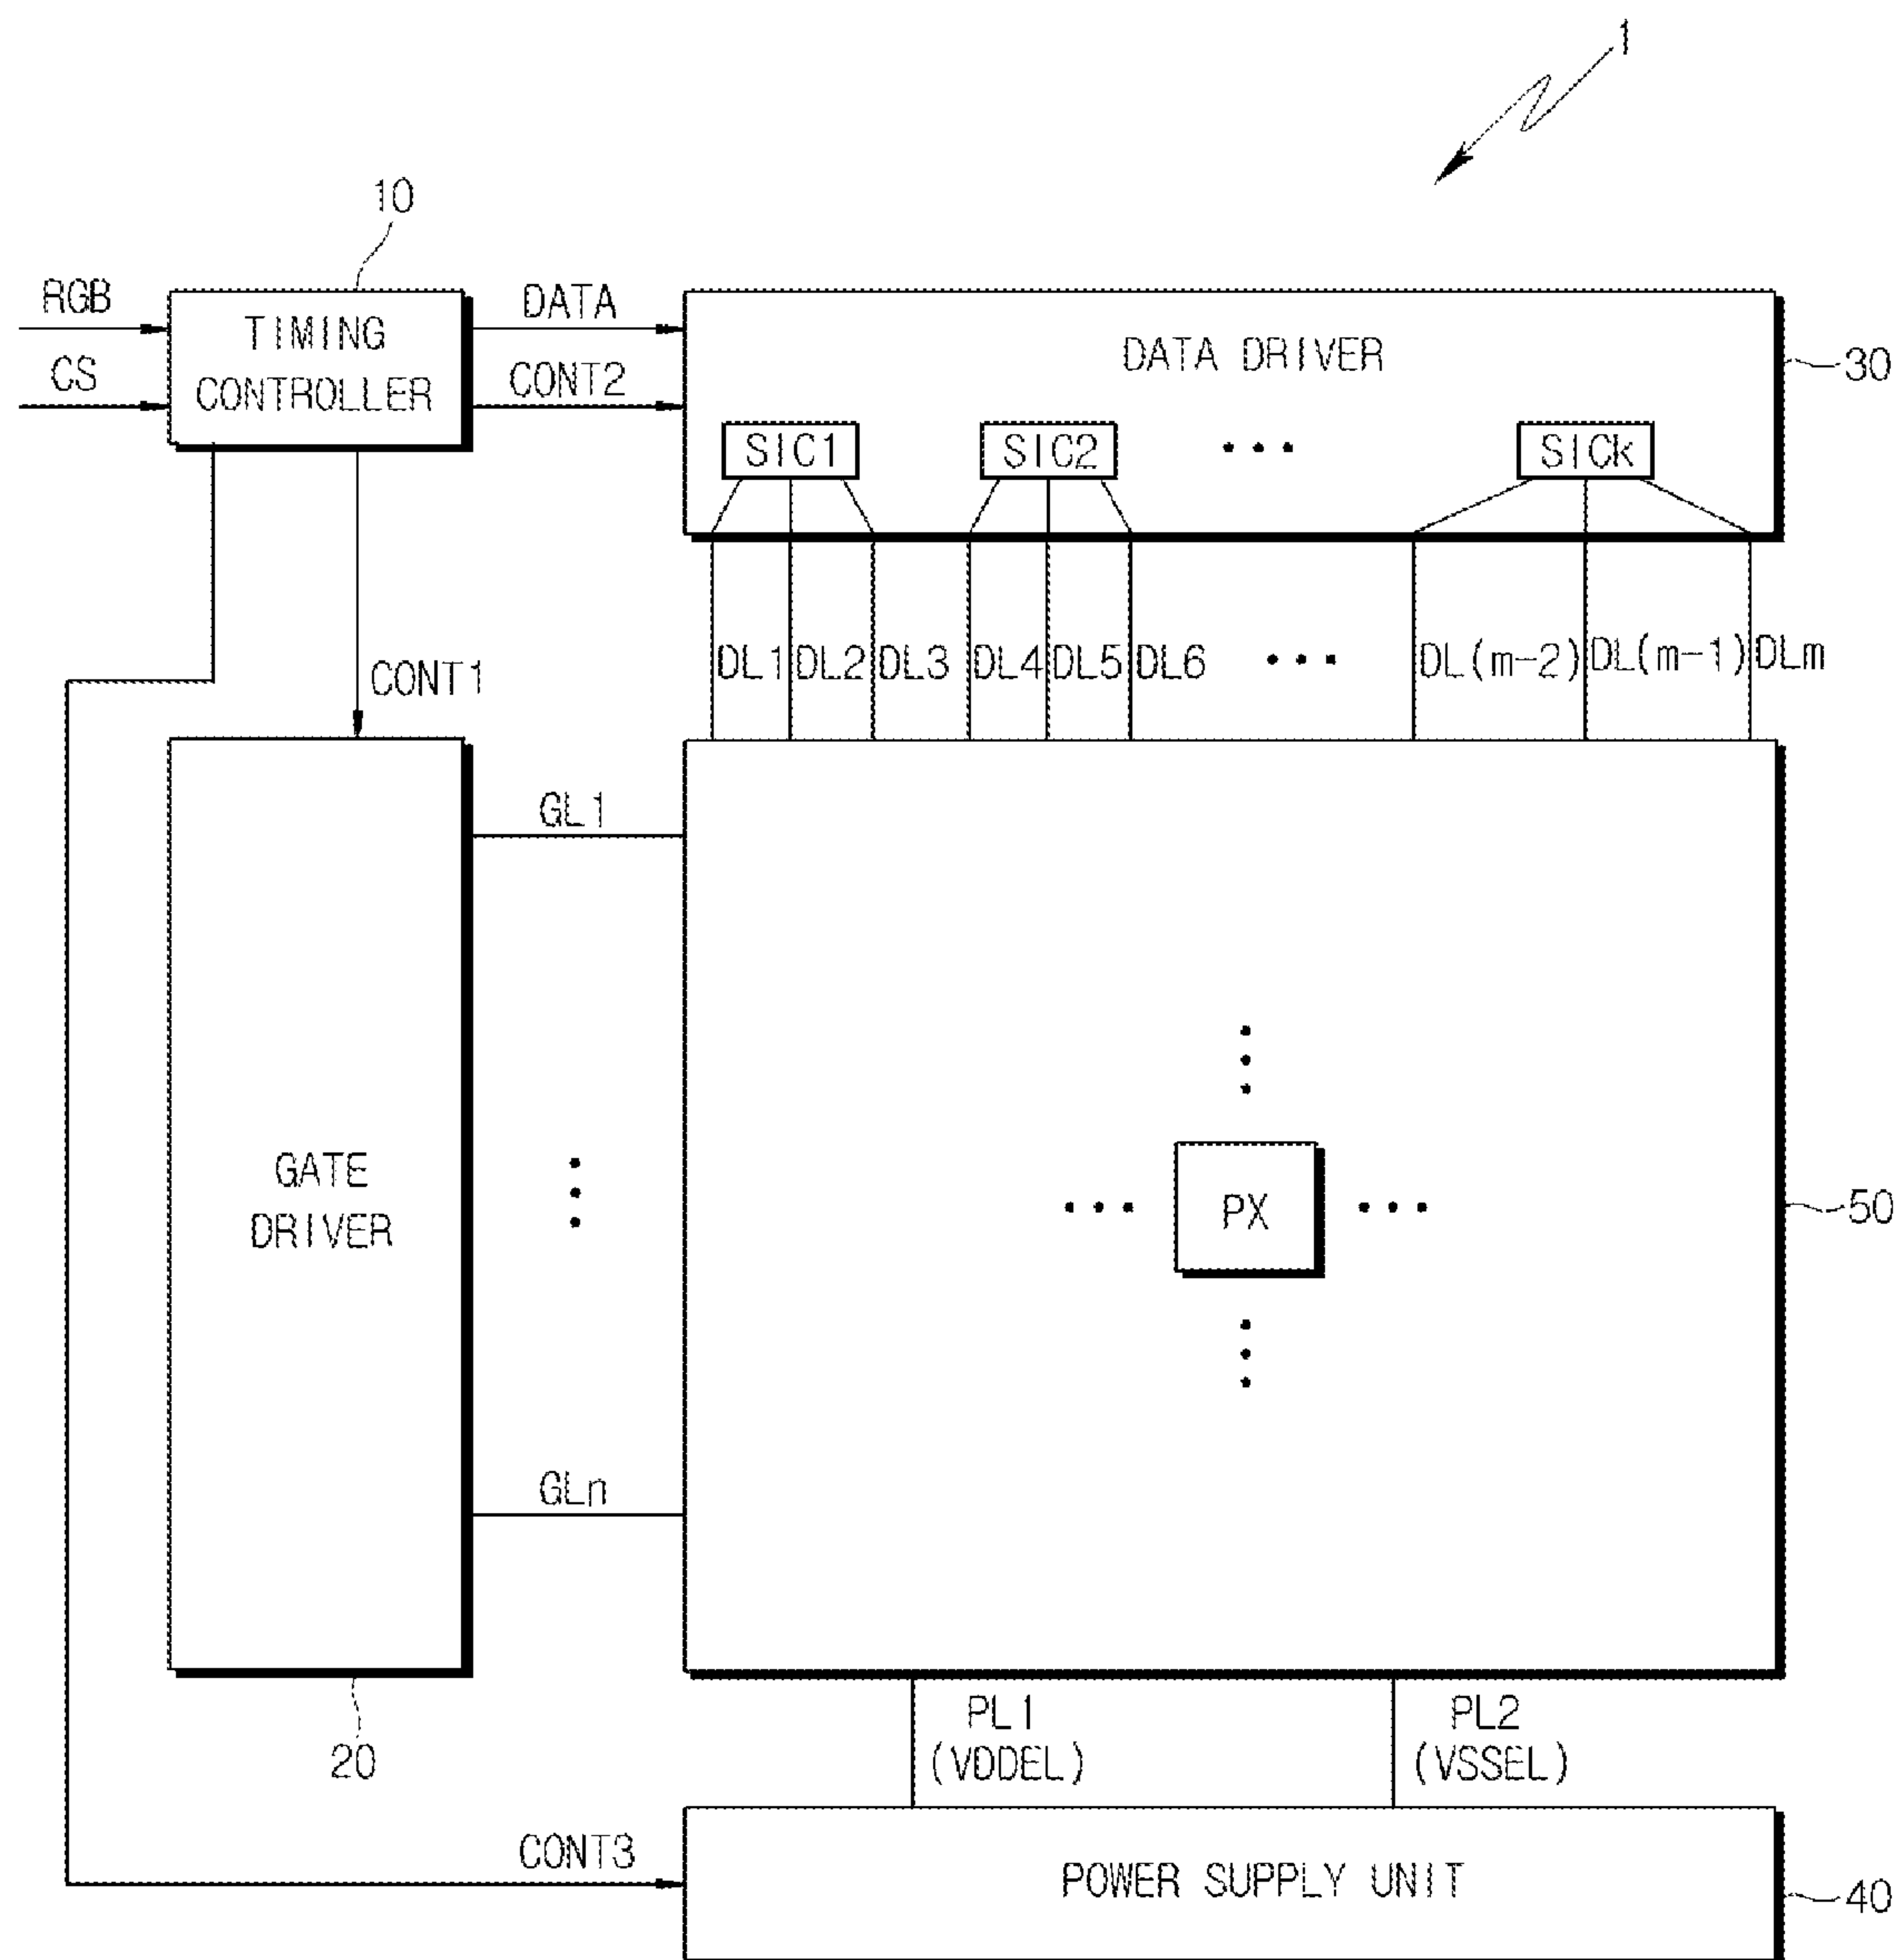 1
10
RGB
CS
TIMING
CONTROLLER
DATA
CONT2
DATA DRIVER
30
SIC1 SIC2 ••• SICk
DL1 DL2 DL3 DL4 DL5 DL6 ••• DL(m-2) DL(m-1) DLm
CONT1
GL1
GATE
DRIVER
PX
50
GLn
20
PL1
(VDDEL)
PL2
(VSSEL)
CONT3
POWER SUPPLY UNIT
40